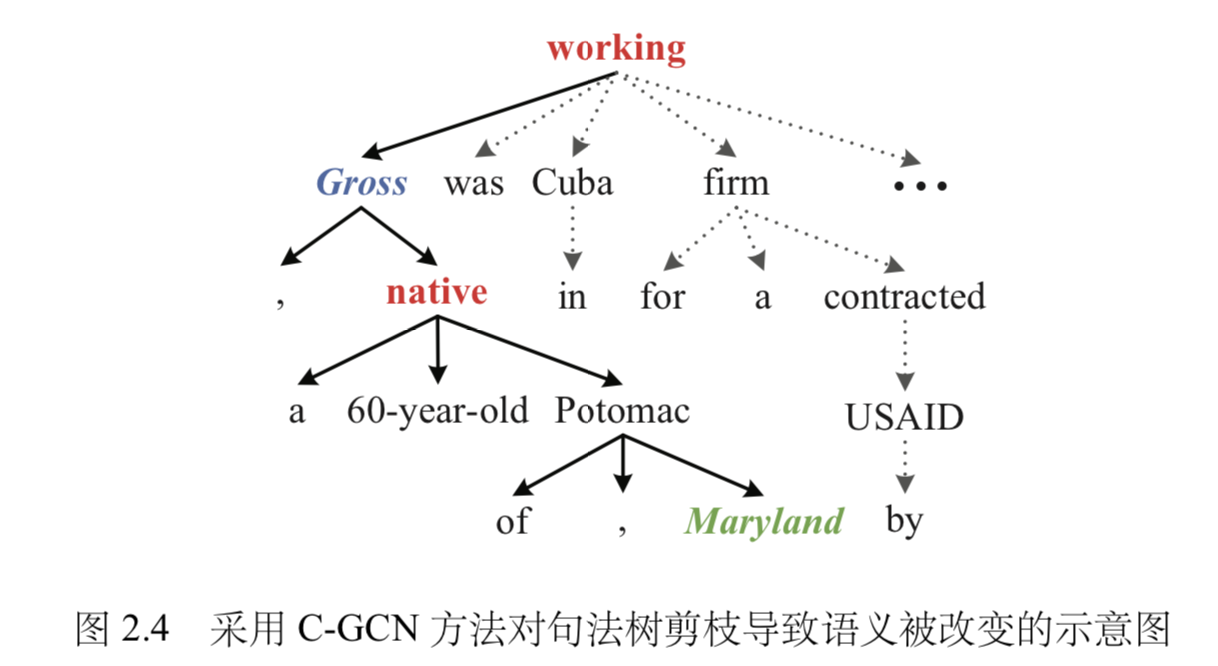 working
Gross was Cuba firm ...
, native in for a contracted
a 60-year-old Potomac USAID
of , Maryland by
图 2.4 采用 C-GCN 方法对句法树剪枝导致语义被改变的示意图